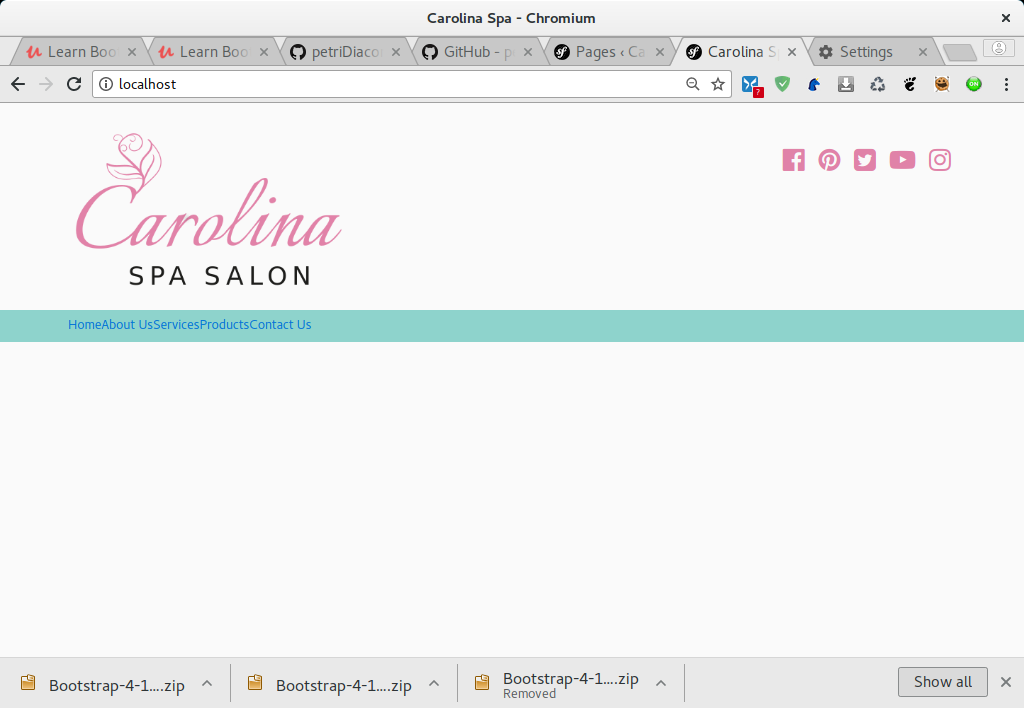 Carolina Spa - Chromium
Learn Boo
Learn Boo
petriDiaco
GitHub - p
Pages ‹ Ca
Carolina S
Settings
localhost
?
ON
Carolina
SPA SALON
HomeAbout UsServicesProductsContact Us
Bootstrap-4-1....zip
Bootstrap-4-1....zip
Bootstrap-4-1....zip
Removed
Show all